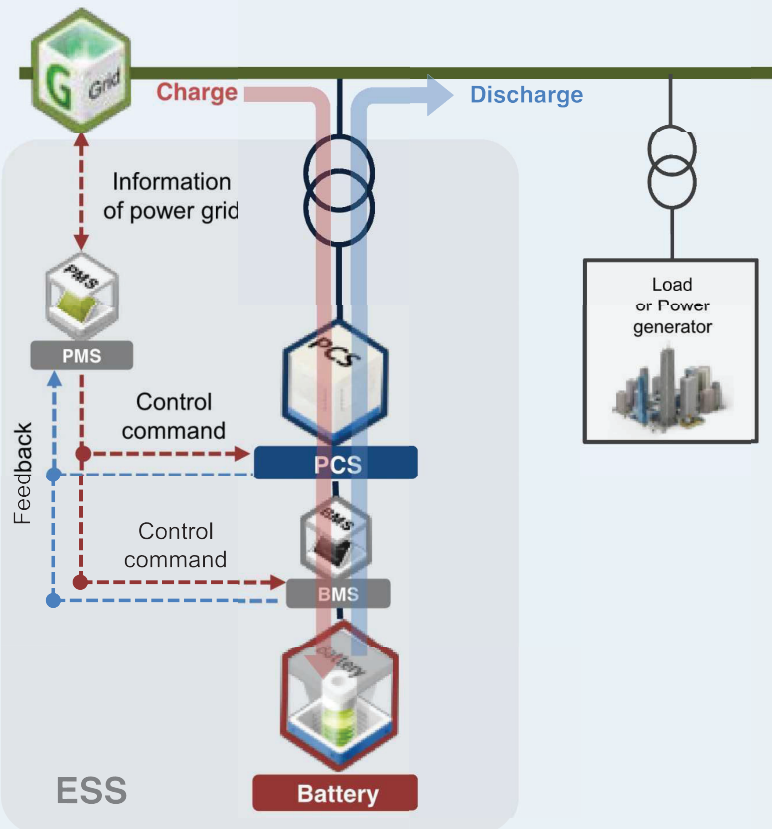 G
Grid
Charge
Discharge
Information
of power grid
PMS
PMS
Load
or Power
generator
PCS
Control
command
PCS
Feedback
BMS
Control
command
BMS
Battery
ESS
Battery